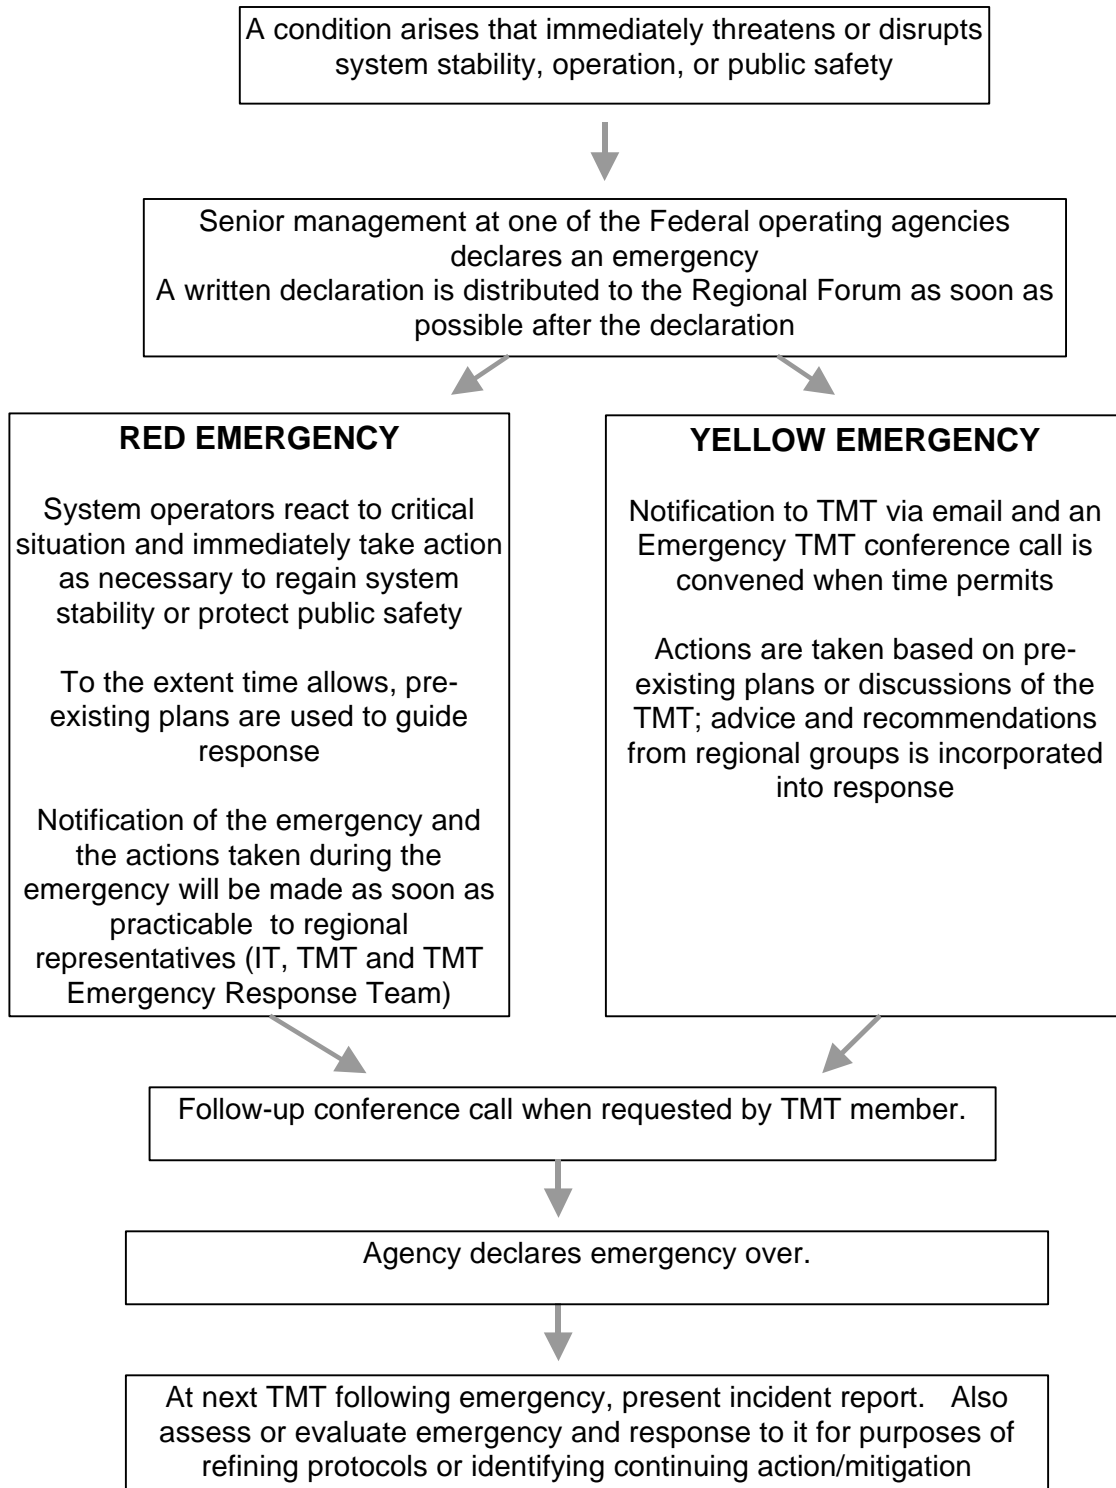 A condition arises that immediately threatens or disrupts
system stability, operation, or public safety
Senior management at one of the Federal operating agencies
declares an emergency
A written declaration is distributed to the Regional Forum as soon as
possible after the declaration
RED EMERGENCY
System operators react to critical
situation and immediately take action
as necessary to regain system
stability or protect public safety
To the extent time allows, pre-
existing plans are used to guide
response
Notification of the emergency and
the actions taken during the
emergency will be made as soon as
practicable to regional
representatives (IT, TMT and TMT
Emergency Response Team)
YELLOW EMERGENCY
Notification to TMT via email and an
Emergency TMT conference call is
convened when time permits
Actions are taken based on pre-
existing plans or discussions of the
TMT; advice and recommendations
from regional groups is incorporated
into response
Follow-up conference call when requested by TMT member.
Agency declares emergency over.
At next TMT following emergency, present incident report. Also
assess or evaluate emergency and response to it for purposes of
refining protocols or identifying continuing action/mitigation